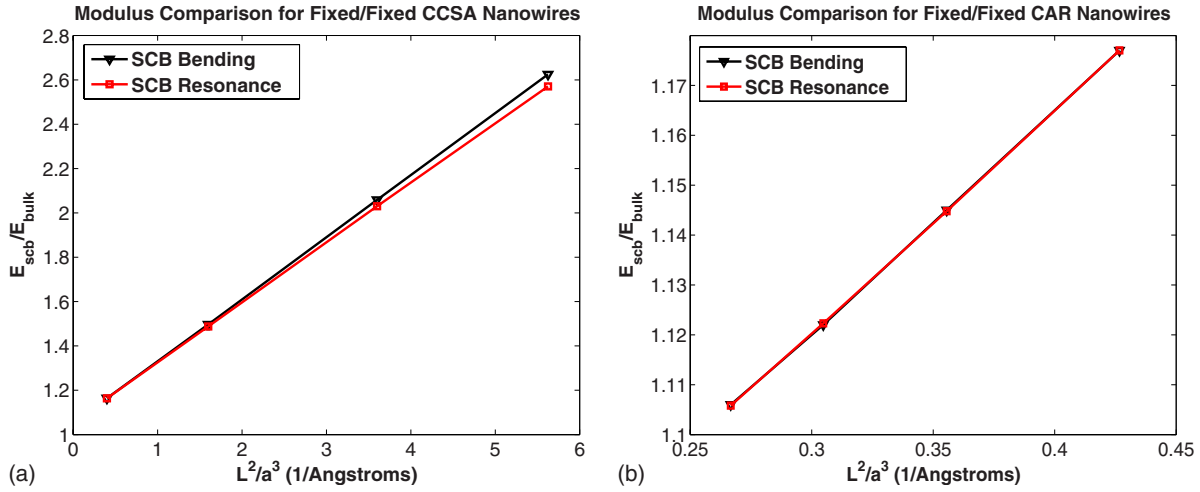 Modulus Comparison for Fixed/Fixed CCSA Nanowires
SCB Bending
SCB Resonance
2.8
2.6
2.4
2.2
2
1.8
1.6
1.4
1.2
1
E_scb/E_bulk
0 1 2 3 4 5 6
L²/a³ (1/Angstroms)
(a)
Modulus Comparison for Fixed/Fixed CAR Nanowires
SCB Bending
SCB Resonance
1.17
1.16
1.15
1.14
1.13
1.12
1.11
1.1
E_scb/E_bulk
0.25 0.3 0.35 0.4 0.45
L²/a³ (1/Angstroms)
(b)